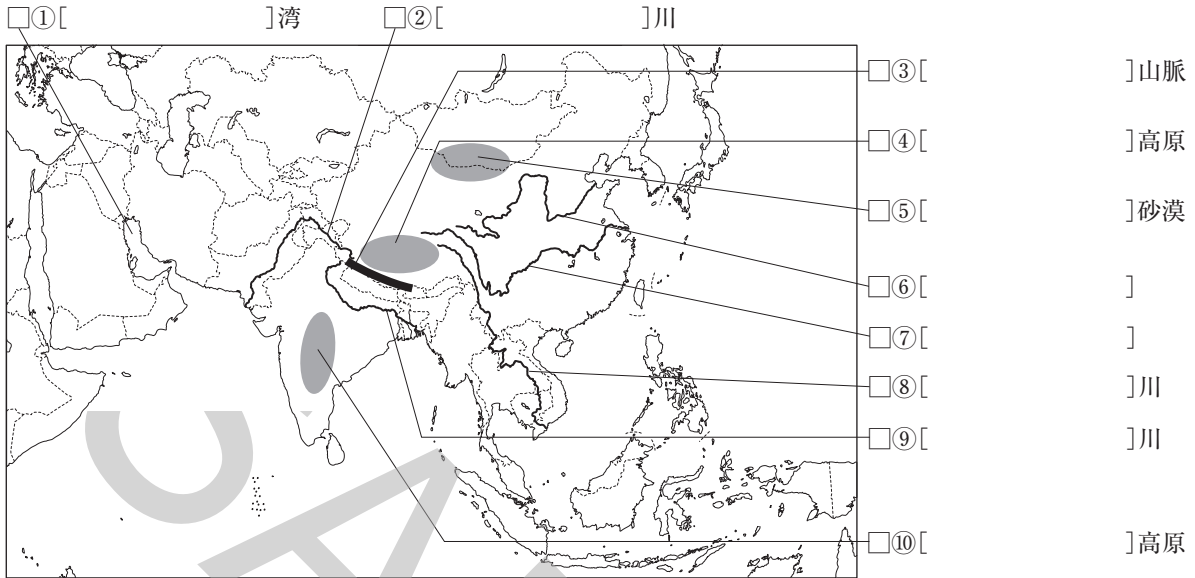 □①[ ]湾 □②[ ]川
□③[ ]山脈
□④[ ]高原
□⑤[ ]砂漠
□⑥[ ]
□⑦[ ]
□⑧[ ]川
□⑨[ ]川
□⑩[ ]高原